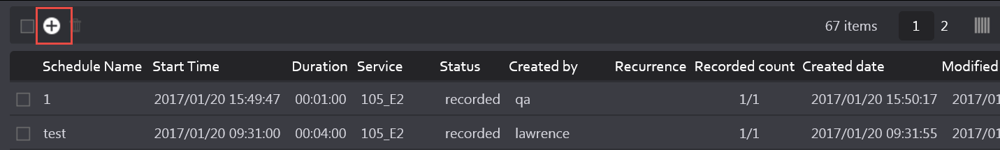 67 items 1 2
Schedule Name Start Time Duration Service Status Created by Recurrence Recorded count Created date Modified
1 2017/01/20 15:49:47 00:01:00 105_E2 recorded qa 1/1 2017/01/20 15:50:17 2017/01
test 2017/01/20 09:31:00 00:04:00 105_E2 recorded lawrence 1/1 2017/01/20 09:31:55 2017/01